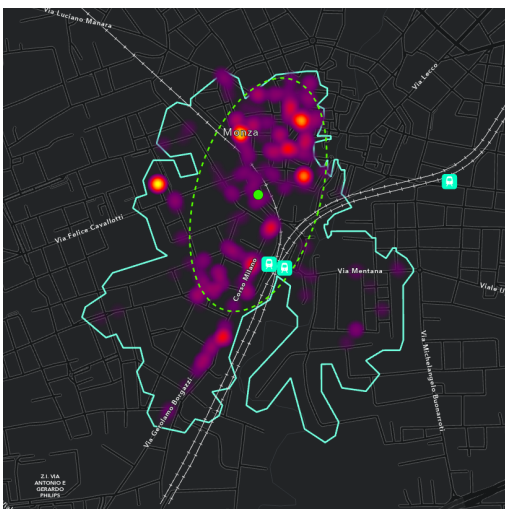 Via Luciano Manara
Via Lecco
Monza
Via Felice Cavallotti
Corso Milano
Via Mentana
Viale U
Via Michelangelo Buonarroti
Via Gerolamo Borgazzi
Z.I. VIA
ANTONIO E
GERARDO
PHILIPS